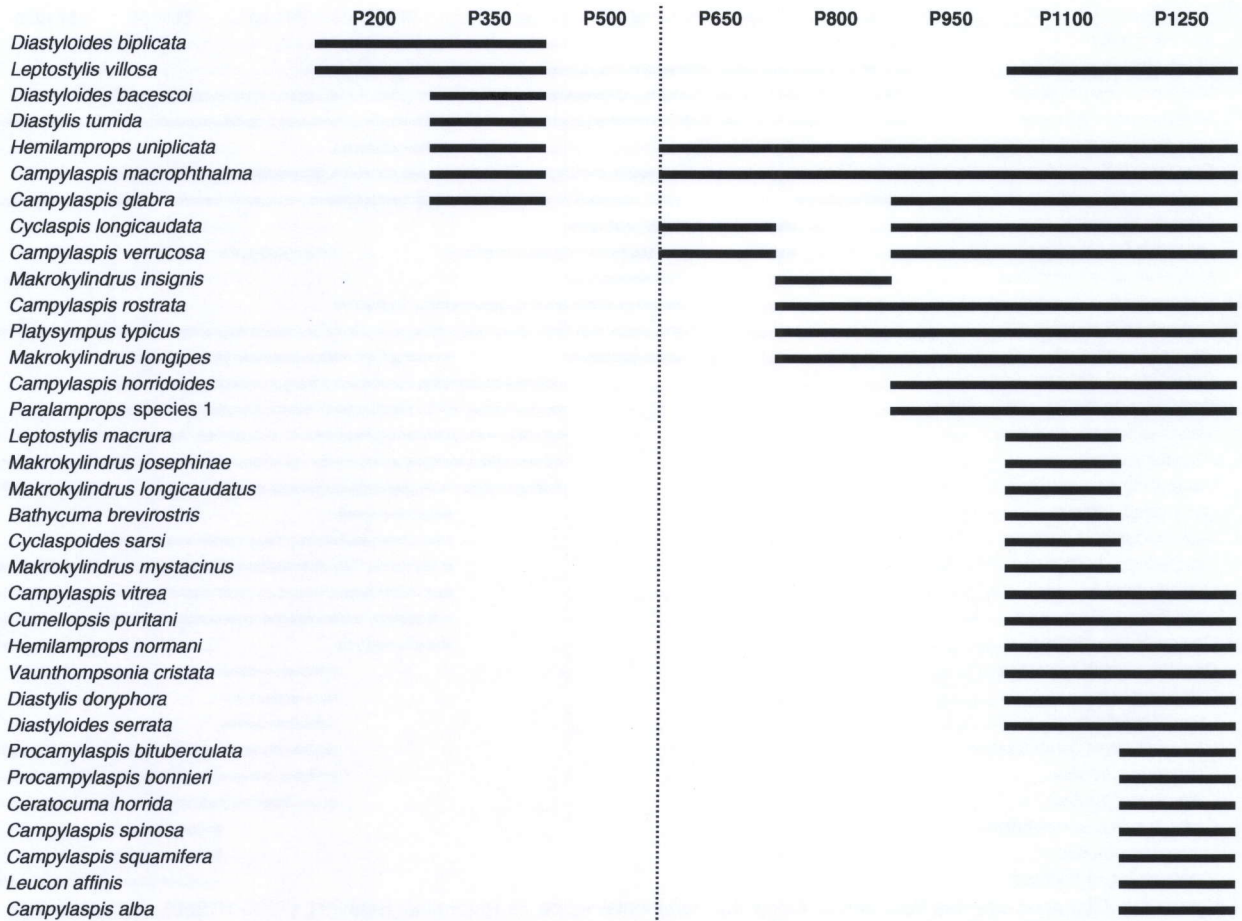 P200 P350 P500 P650 P800 P950 P1100 P1250
Diastyloides biplicata
Leptostylis villosa
Diastyloides bacescoi
Diastylis tumida
Hemilamprops uniplicata
Campylaspis macrophthalma
Campylaspis glabra
Cyclaspis longicaudata
Campylaspis verrucosa
Makrokylindrus insignis
Campylaspis rostrata
Platysympus typicus
Makrokylindrus longipes
Campylaspis horridoides
Paralamprops species 1
Leptostylis macrura
Makrokylindrus josephinae
Makrokylindrus longicaudatus
Bathycuma brevirostris
Cyclaspoides sarsi
Makrokylindrus mystacinus
Campylaspis vitrea
Cumellopsis puritani
Hemilamprops normani
Vaunthompsonia cristata
Diastylis doryphora
Diastyloides serrata
Procamylaspis bituberculata
Procampylaspis bonnieri
Ceratocuma horrida
Campylaspis spinosa
Campylaspis squamifera
Leucon affinis
Campylaspis alba